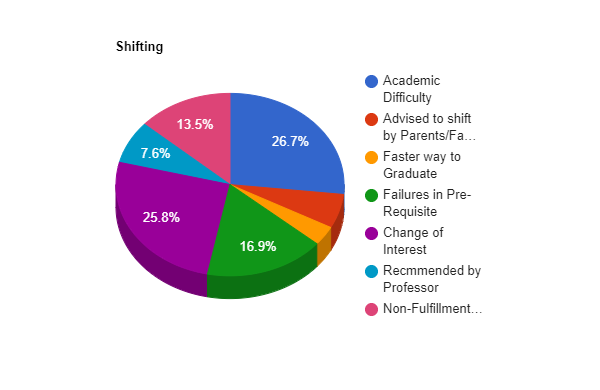 Shifting
26.7%
16.9%
25.8%
7.6%
13.5%
Academic
Difficulty
Advised to shift
by Parents/Fa...
Faster way to
Graduate
Failures in Pre-
Requisite
Change of
Interest
Recmmended by
Professor
Non-Fulfillment...